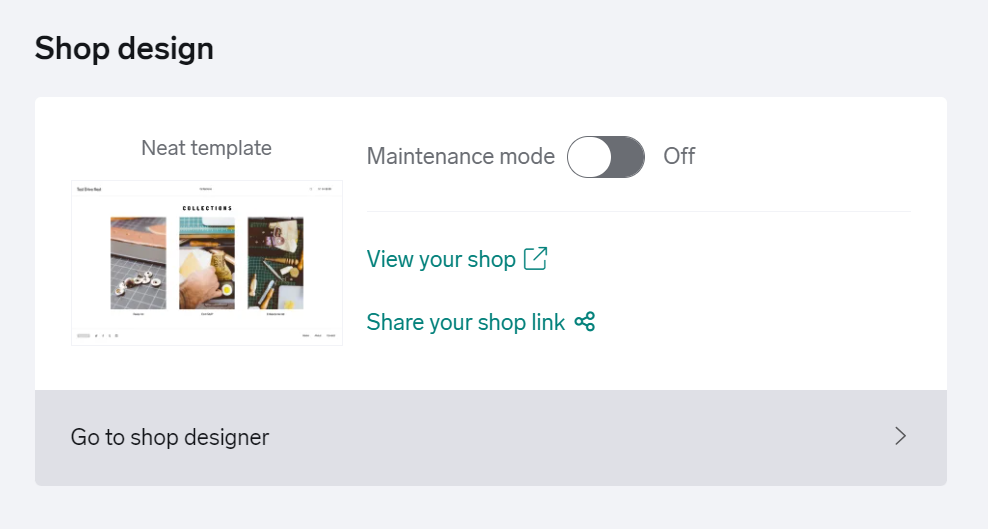 Shop design
Neat template
Maintenance mode Off
COLLECTIONS
View your shop
Share your shop link
Go to shop designer